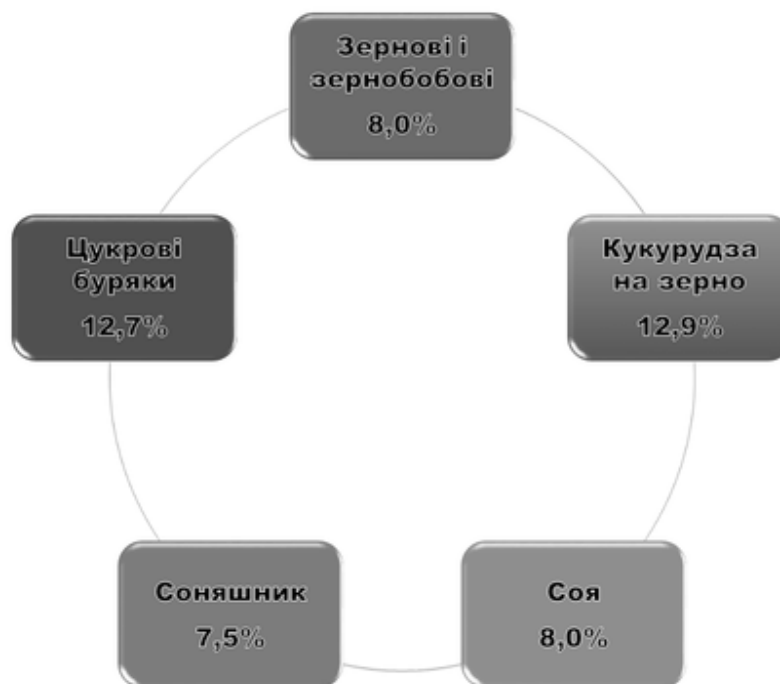 Зернові і
зернобобові
8,0%
Цукрові
буряки
12,7%
Кукурудза
на зерно
12,9%
Соняшник
7,5%
Соя
8,0%